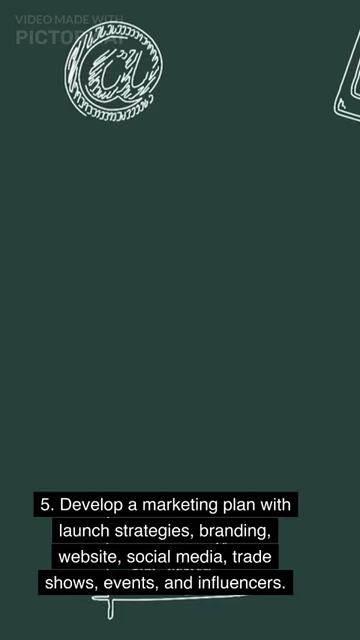 VIDEO MADE WITH
@
5. Develop a marketing plan with
launch strategies, branding,
website, social media, trade
shows, events, and influencers.